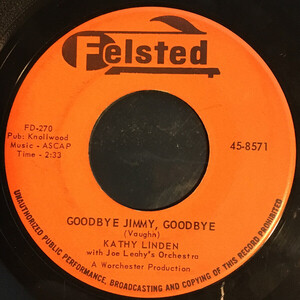 Felsted
FD-270
Pub: Knollwood
Music - ASCAP
Time - 2:33
45-8571
GOODBYE JIMMY, GOODBYE
(Vaughn)
KATHY LINDEN
with Joe Leahy's Orchestra
A Worchester Production
UNAUTHORIZED PUBLIC PERFORMANCE, BROADCASTING AND COPYING OF THIS RECORD PROHIBITED